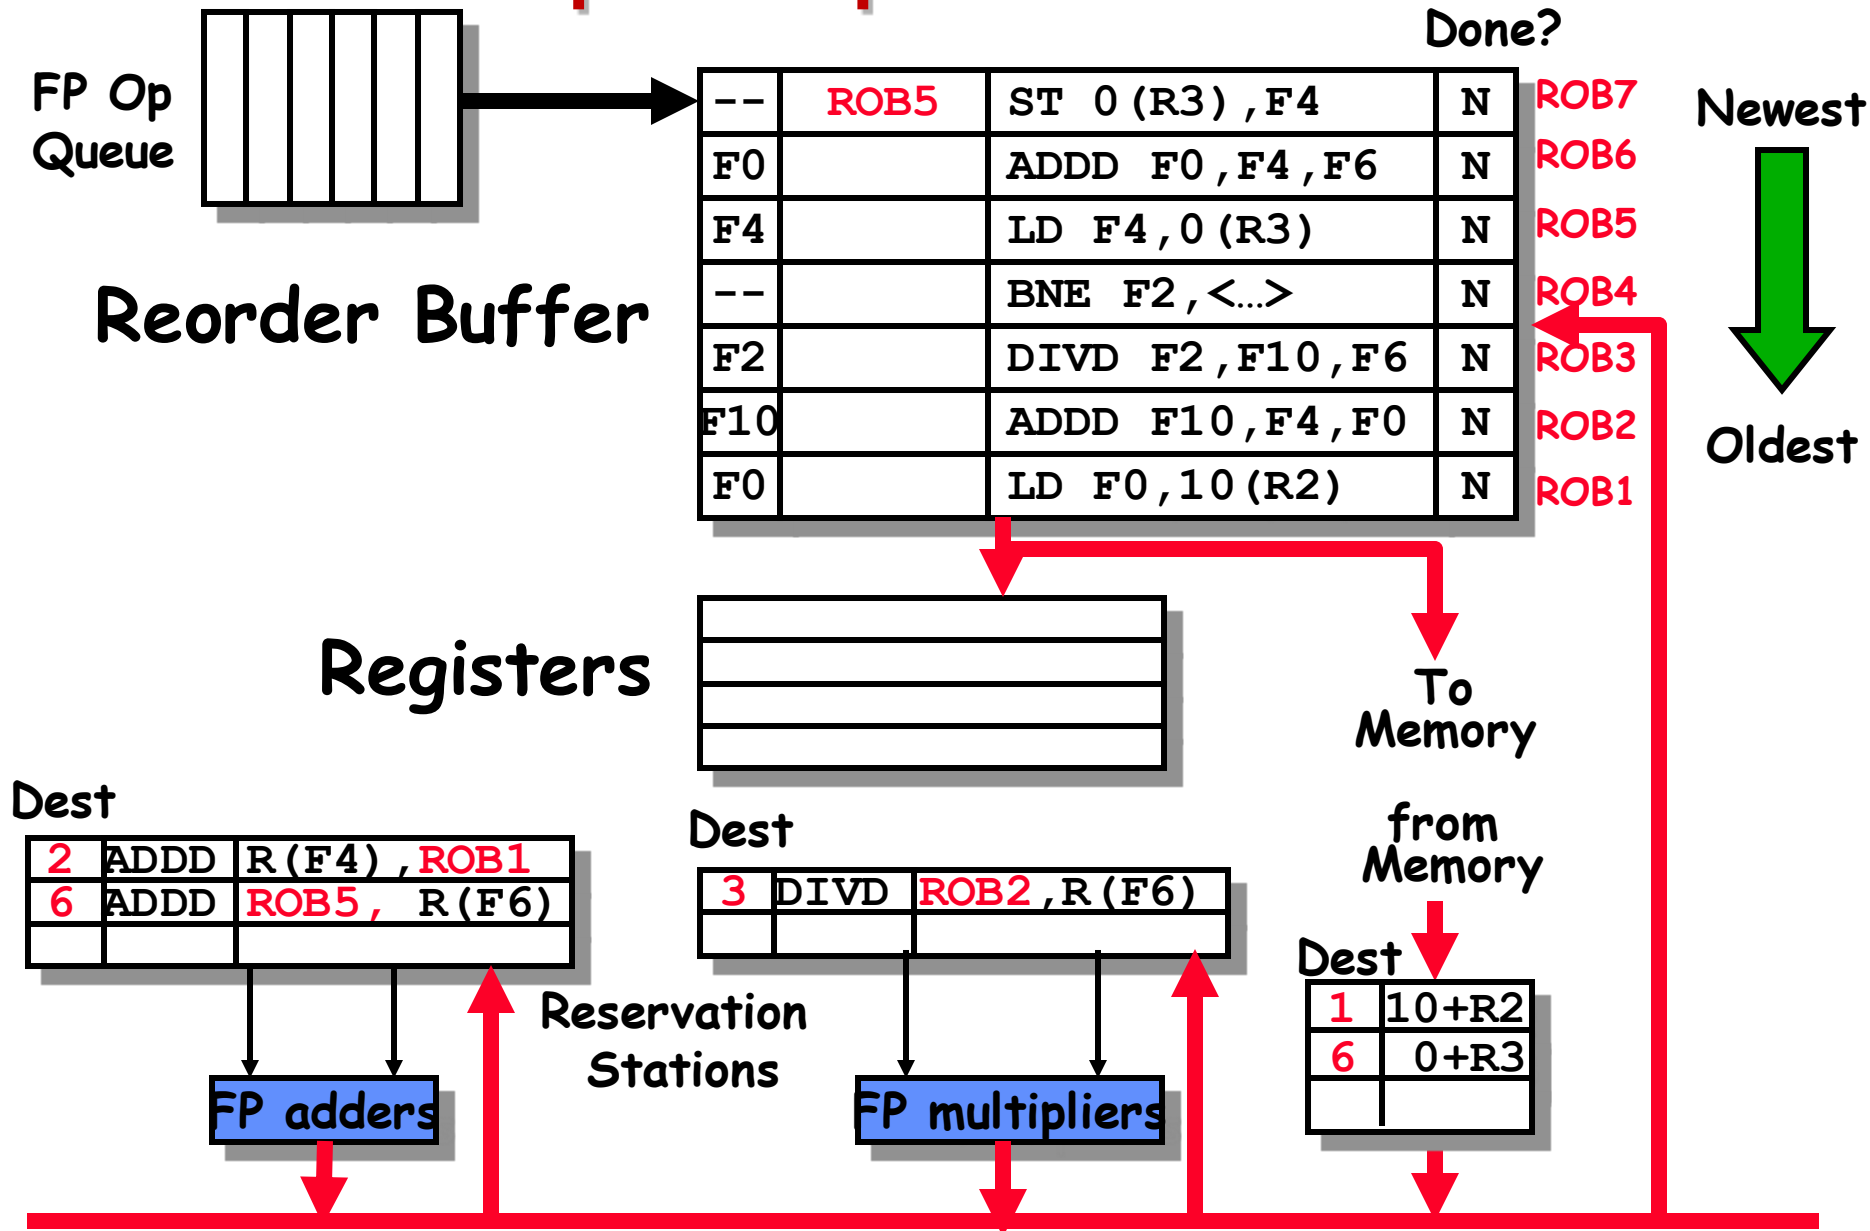 Done?
FP Op
Queue
-- ROB5 ST 0(R3),F4 N ROB7
F0 ADDD F0,F4,F6 N ROB6
F4 LD F4,0(R3) N ROB5
-- BNE F2,<...> N ROB4
F2 DIVD F2,F10,F6 N ROB3
F10 ADDD F10,F4,F0 N ROB2
F0 LD F0,10(R2) N ROB1
Newest
Oldest
Reorder Buffer
Registers
To
Memory
from
Memory
Dest
2 ADDD R(F4),ROB1
6 ADDD ROB5, R(F6)
Dest
3 DIVD ROB2,R(F6)
Dest
1 10+R2
6 0+R3
Reservation
Stations
FP adders
FP multipliers